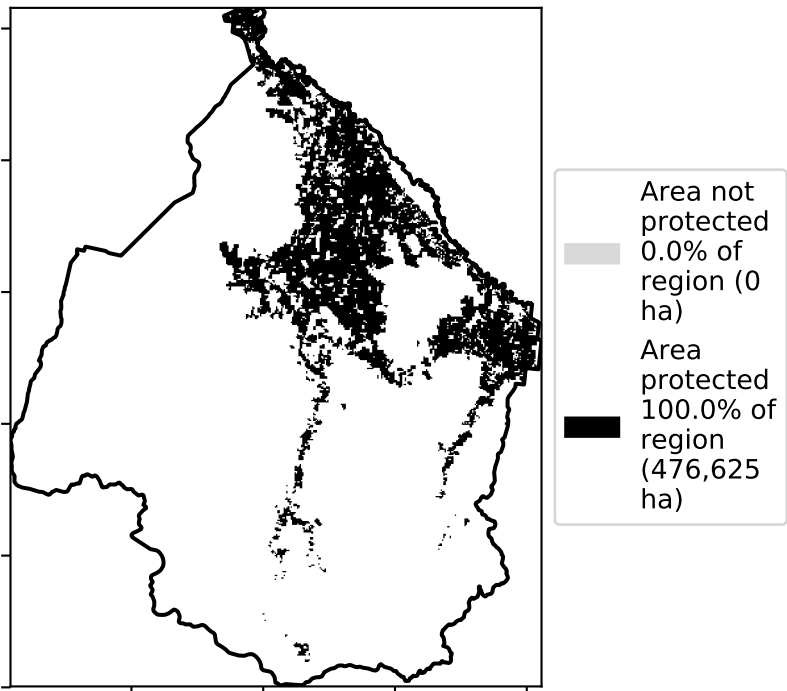 Area not
protected
0.0% of
region (0
ha)
Area
protected
100.0% of
region
(476,625
ha)